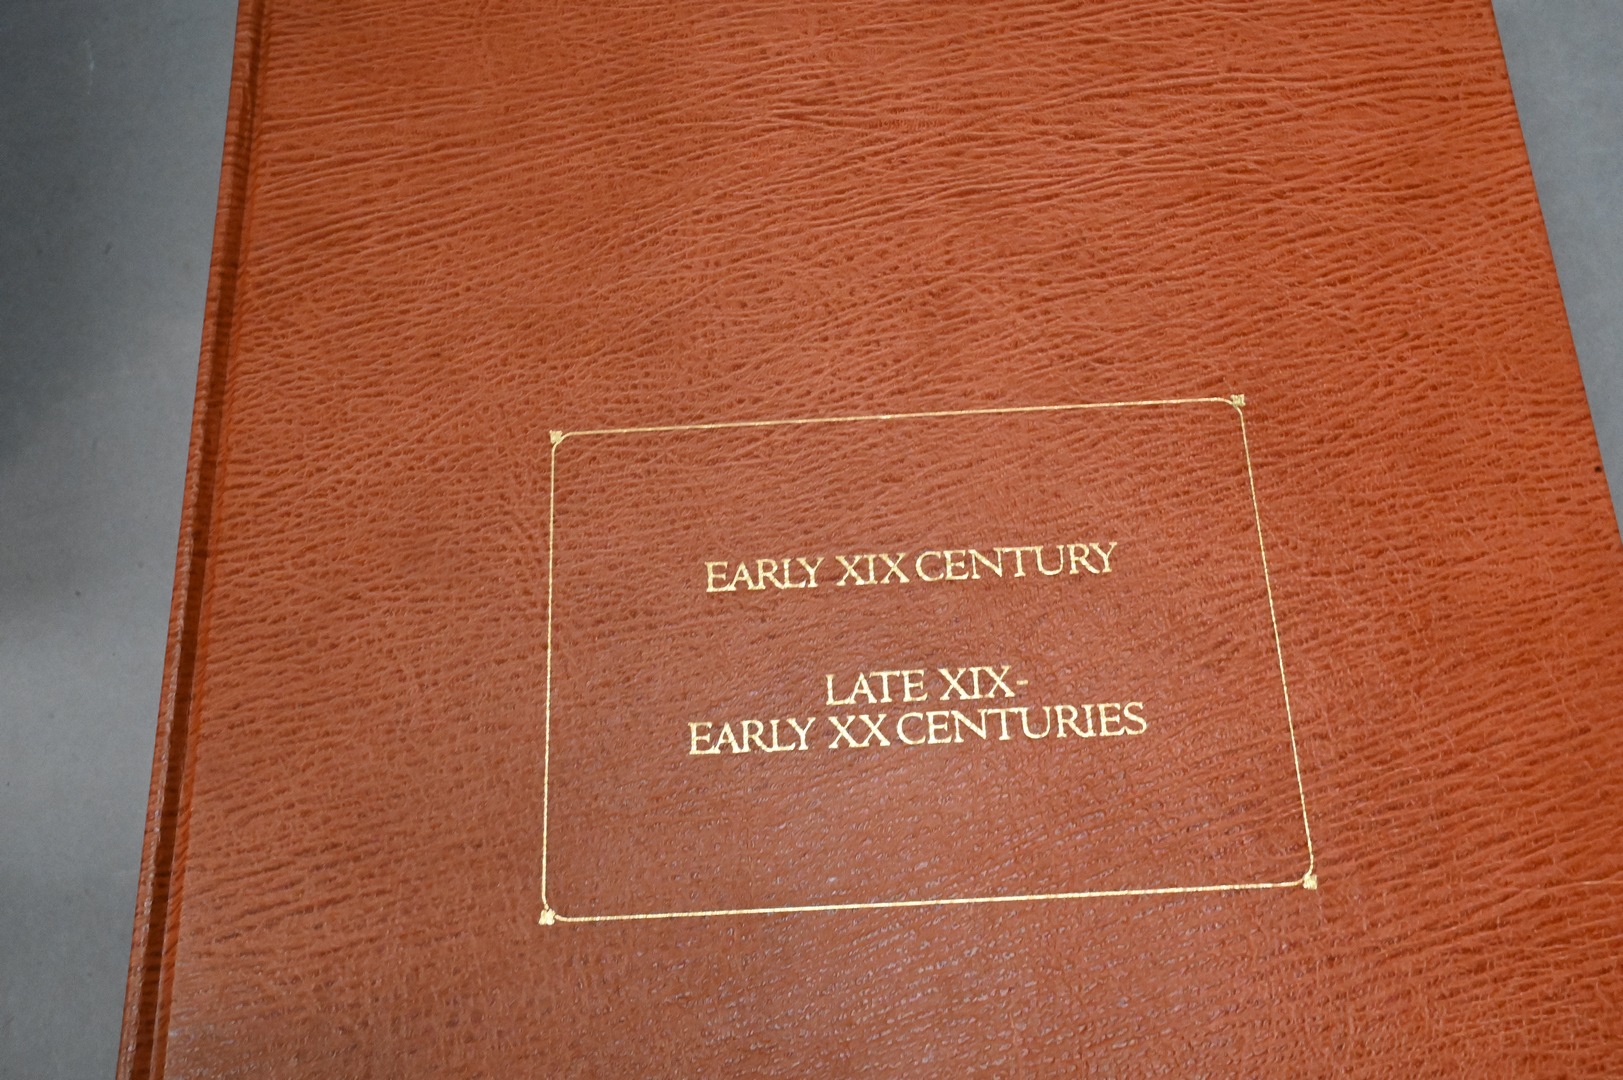 EARLY XIX CENTURY
LATE XIX-
EARLY XX CENTURIES